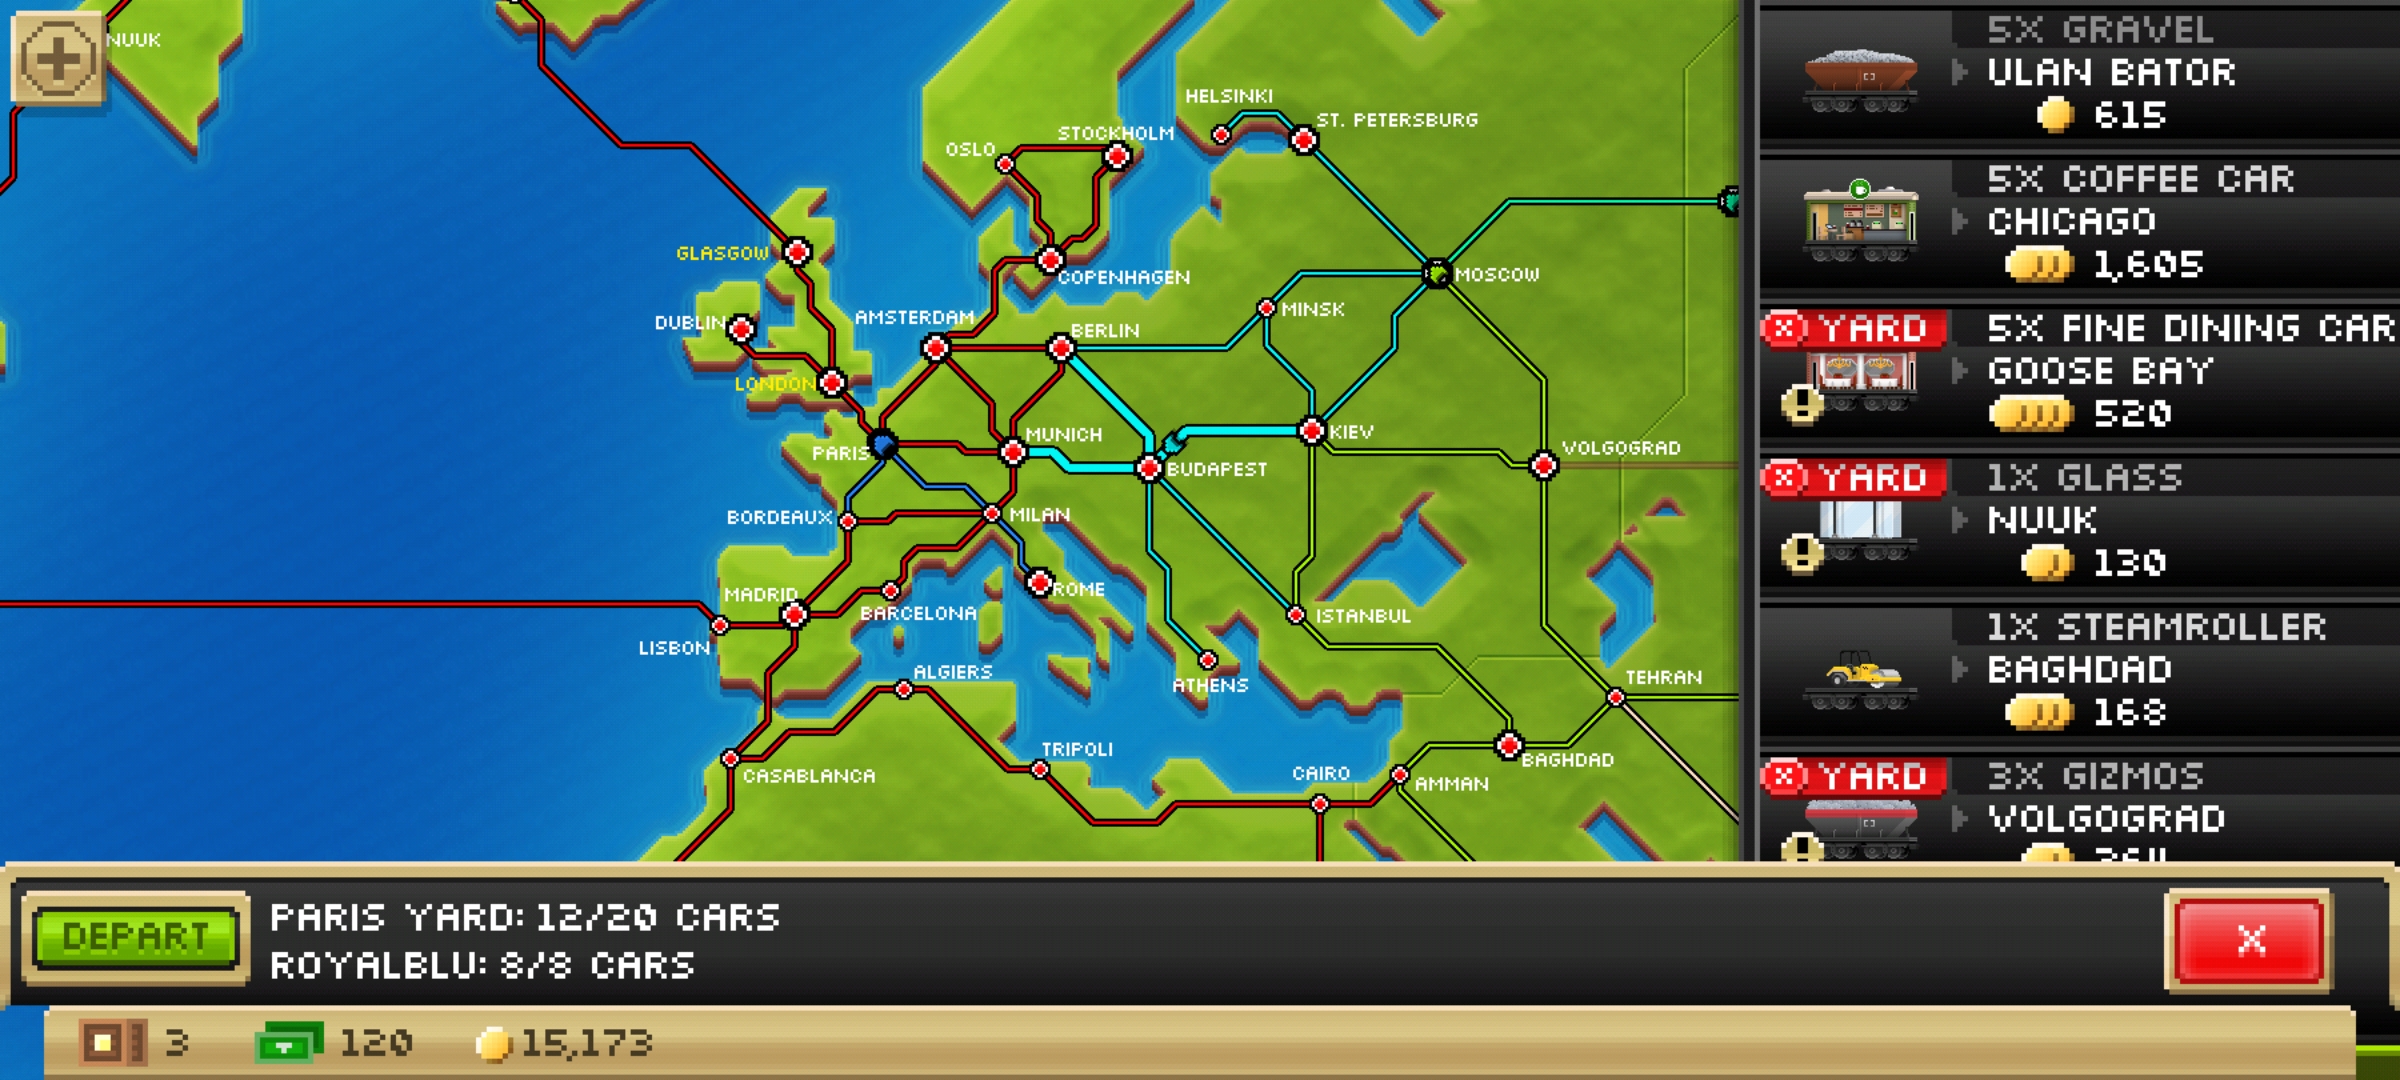 NUUK
HELSINKI
ST. PETERSBURG
STOCKHOLM
OSLO
GLASGOW
COPENHAGEN
MOSCOW
DUBLIN
AMSTERDAM
BERLIN
MINSK
LONDON
PARIS
MUNICH
BUDAPEST
KIEV
VOLGOGRAD
BORDEAUX
MILAN
MADRID
BARCELONA
ROME
ISTANBUL
LISBON
ALGIERS
ATHENS
TEHRAN
CASABLANCA
TRIPOLI
CAIRO
AMMAN
BAGHDAD
5X GRAVEL
ULAN BATOR
615
5X COFFEE CAR
CHICAGO
1,605
YARD
5X FINE DINING CAR
GOOSE BAY
520
YARD
1X GLASS
NUUK
130
1X STEAMROLLER
BAGHDAD
168
YARD
3X GIZMOS
VOLGOGRAD
DEPART
PARIS YARD: 12/20 CARS
ROYALBLU: 8/8 CARS
X
3
120
15,173